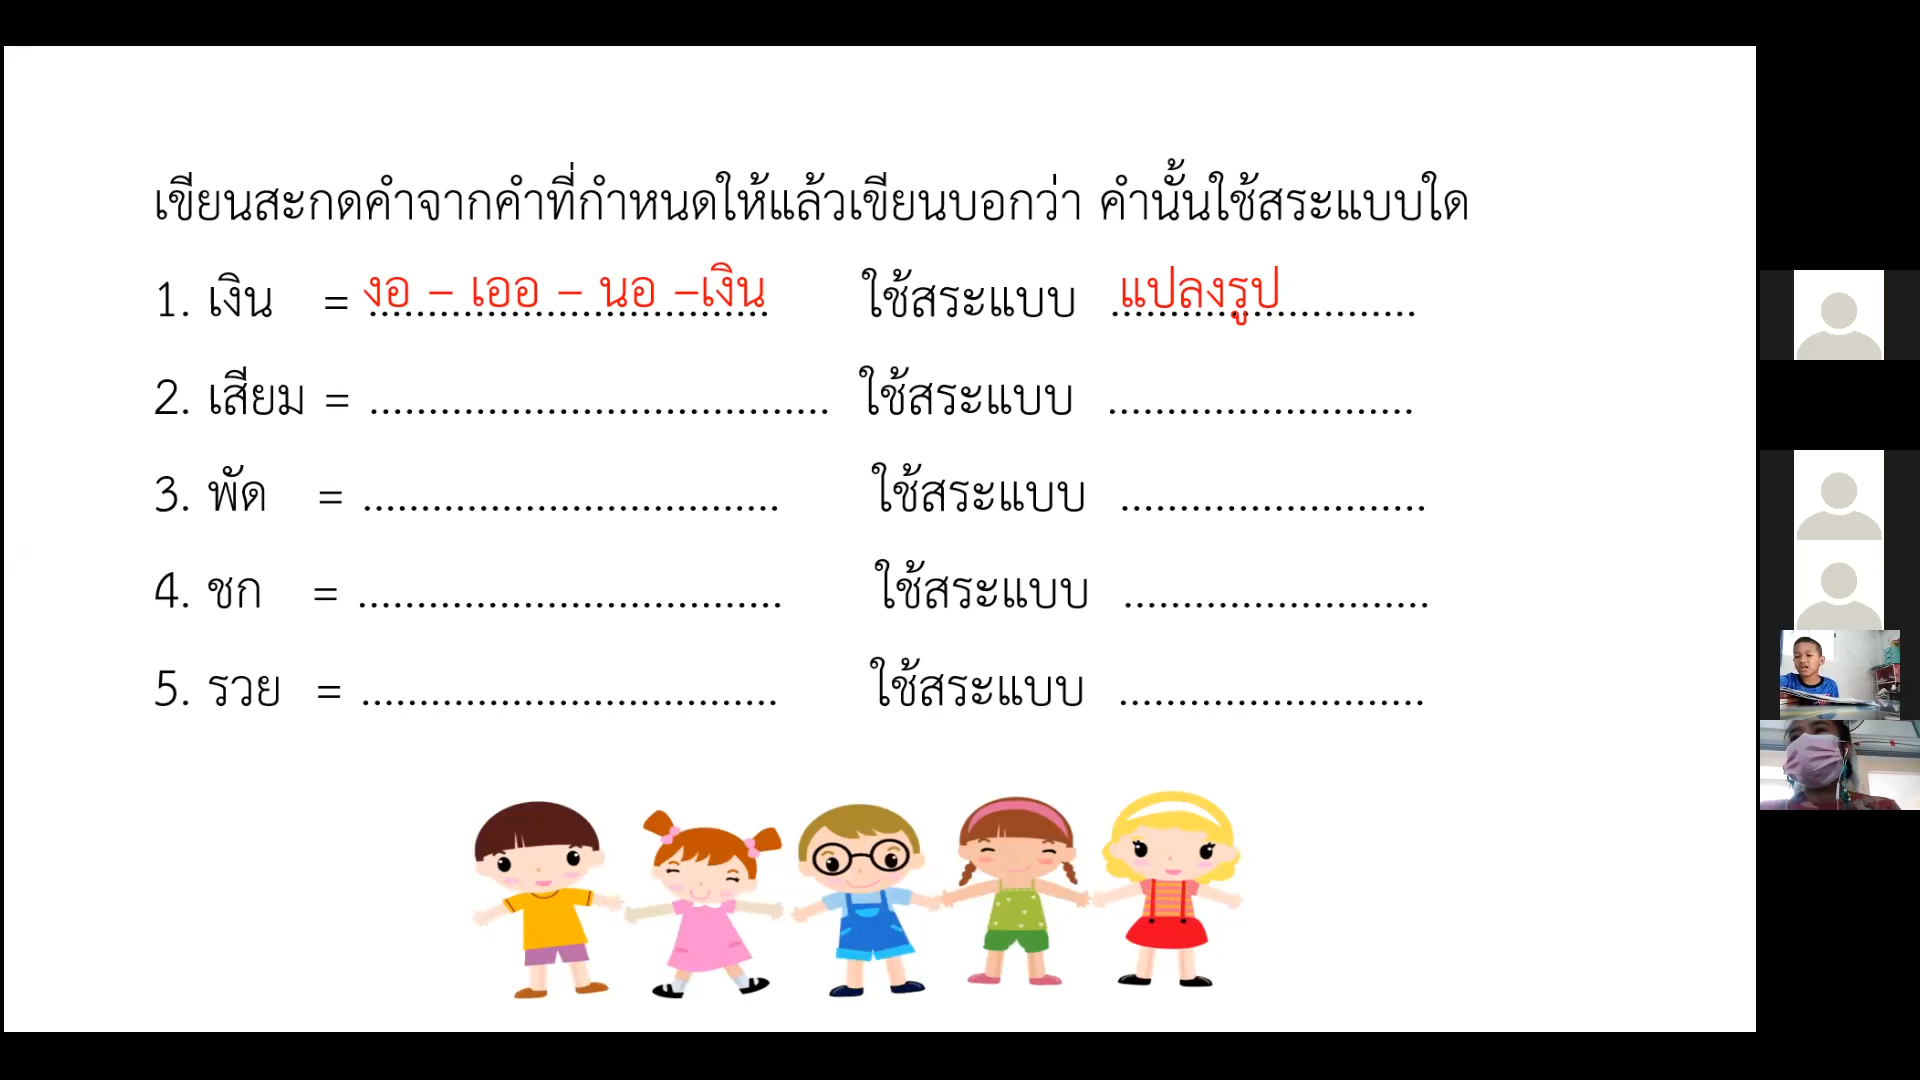 เขียนสะกดคำจากคำที่กำหนดให้แล้วเขียนบอกว่า คำนั้นใช้สระแบบใด
1. เงิน = งอ – เออ – นอ –เงิน ใช้สระแบบ แปลงรูป
2. เสียม = ....................................... ใช้สระแบบ ..........................
3. พัด = ................................... ใช้สระแบบ ..........................
4. ชก = .................................... ใช้สระแบบ ..........................
5. รวย = ................................... ใช้สระแบบ ..........................